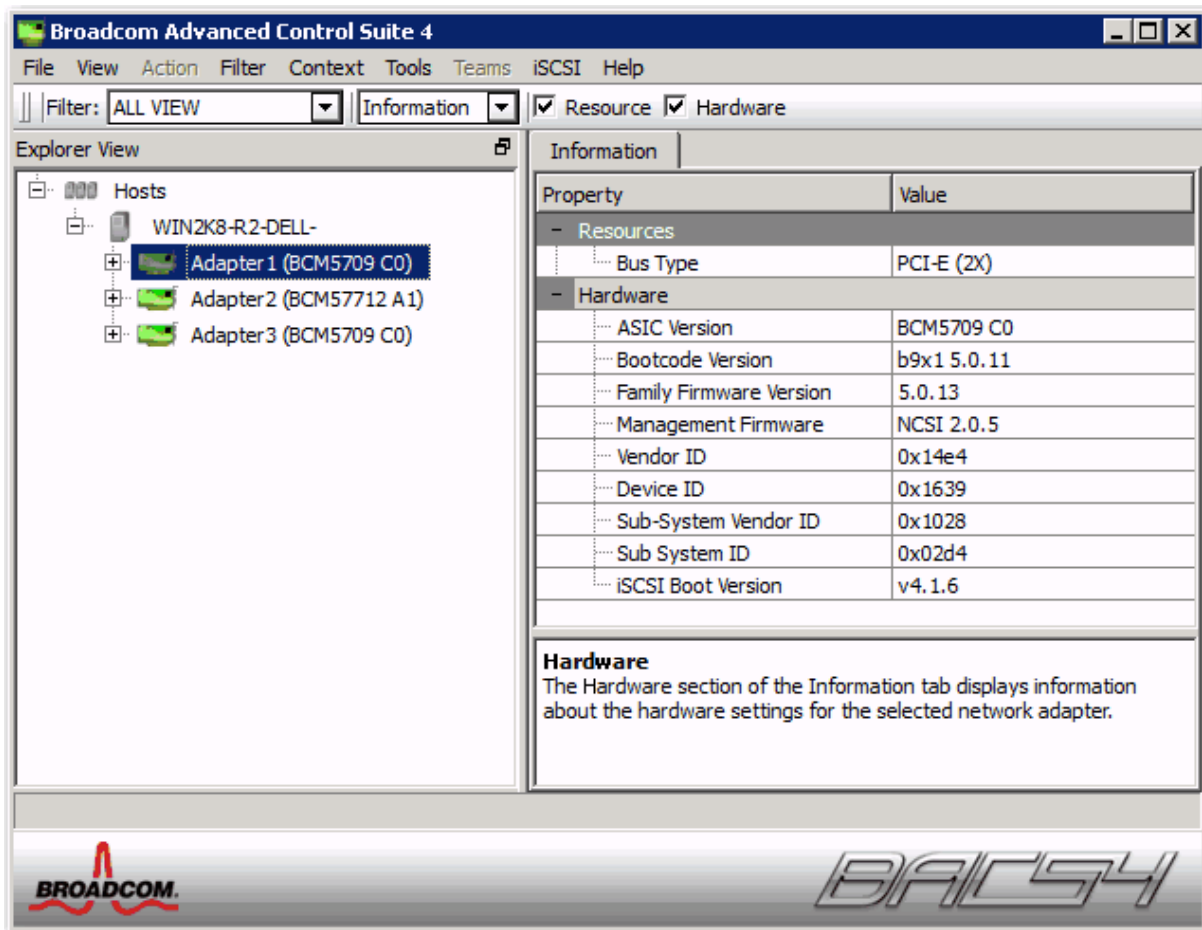 Broadcom Advanced Control Suite 4
File View Action Filter Context Tools Teams iSCSI Help
Filter: ALL VIEW Information Resource Hardware
Explorer View
Hosts
WIN2K8-R2-DELL-
Adapter1 (BCM5709 C0)
Adapter2 (BCM57712 A1)
Adapter3 (BCM5709 C0)
Information
Property Value
Resources
Bus Type PCI-E (2X)
Hardware
ASIC Version BCM5709 C0
Bootcode Version b9x1 5.0.11
Family Firmware Version 5.0.13
Management Firmware NCSI 2.0.5
Vendor ID 0x14e4
Device ID 0x1639
Sub-System Vendor ID 0x1028
Sub System ID 0x02d4
iSCSI Boot Version v4.1.6
Hardware
The Hardware section of the Information tab displays information
about the hardware settings for the selected network adapter.
BROADCOM.
BACS4